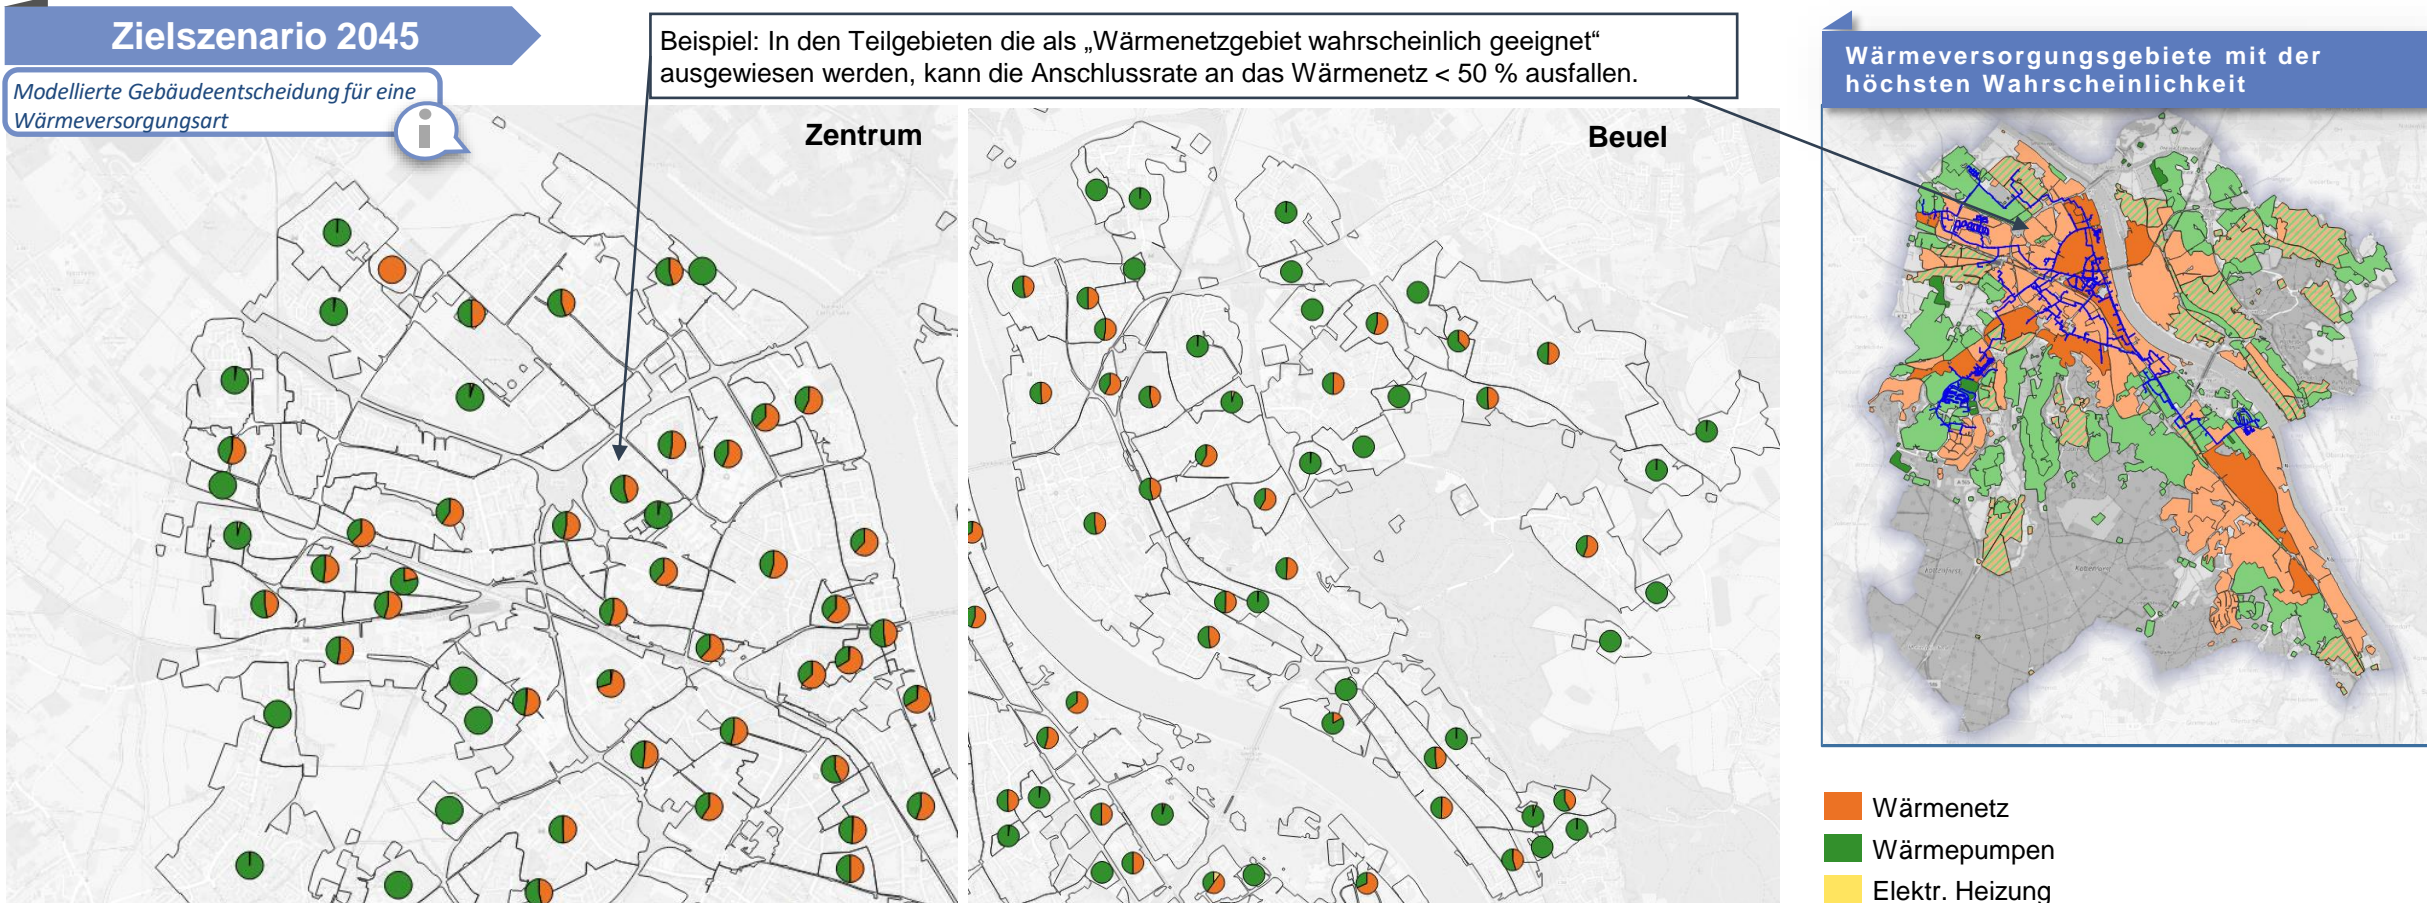 Zielszenario 2045
Modellierte Gebäudeentscheidung für eine
Wärmeversorgungsart
Beispiel: In den Teilgebieten die als „Wärmenetzgebiet wahrscheinlich geeignet“
ausgewiesen werden, kann die Anschlussrate an das Wärmenetz < 50 % ausfallen.
Zentrum
Beuel
Wärmeversorgungsgebiete mit der
höchsten Wahrscheinlichkeit
Wärmenetz
Wärmepumpen
Elektr. Heizung